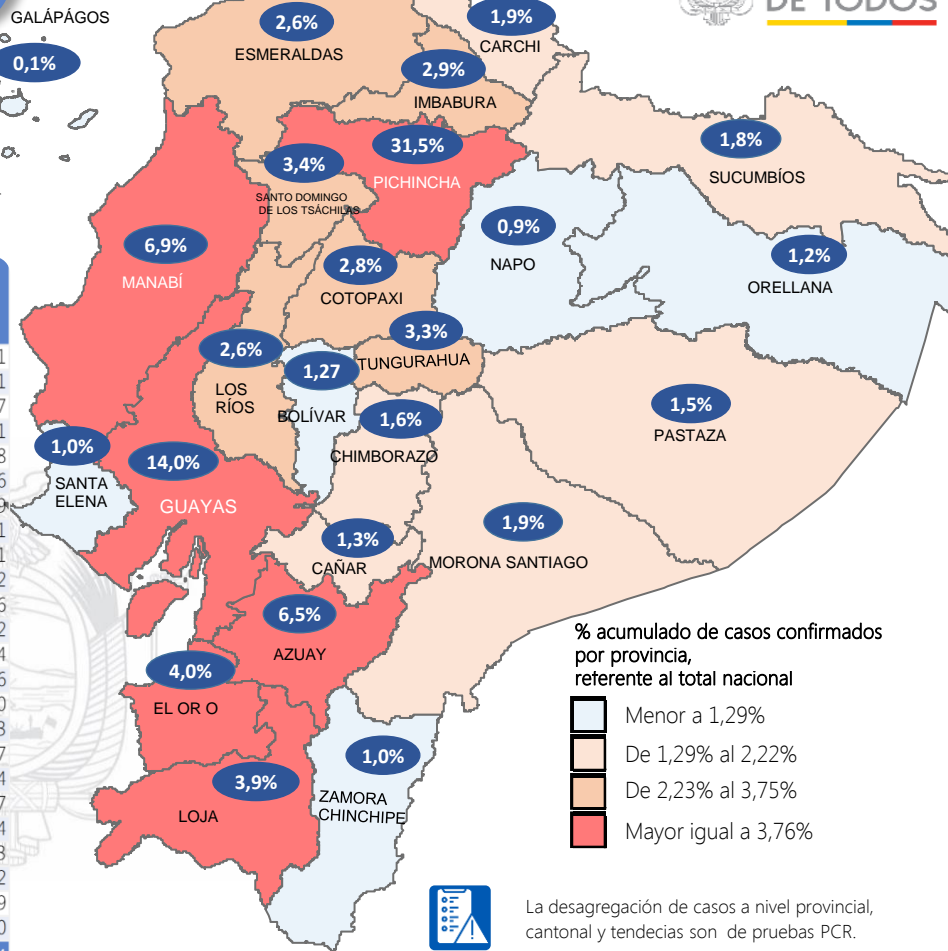 DE TODOS
GALÁPÁGOS
0,1%
2,6%
ESMERALDAS
1,9%
CARCHI
2,9%
IMBABURA
31,5%
PICHINCHA
3,4%
SANTO DOMINGO
DE LOS TSÁCHILAS
1,8%
SUCUMBÍOS
6,9%
MANABÍ
0,9%
NAPO
1,2%
ORELLANA
2,8%
COTOPAXI
3,3%
TUNGURAHUA
2,6%
LOS
RÍOS
1,27
BOLÍVAR
1,6%
CHIMBORAZO
1,5%
PASTAZA
1,0%
SANTA
ELENA
14,0%
GUAYAS
1,3%
CAÑAR
1,9%
MORONA SANTIAGO
6,5%
AZUAY
4,0%
EL OR O
3,9%
LOJA
1,0%
ZAMORA
CHINCHIPE
% acumulado de casos confirmados
por provincia,
referente al total nacional
Menor a 1,29%
De 1,29% al 2,22%
De 2,23% al 3,75%
Mayor igual a 3,76%
La desagregación de casos a nivel provincial,
cantonal y tendecias son de pruebas PCR.